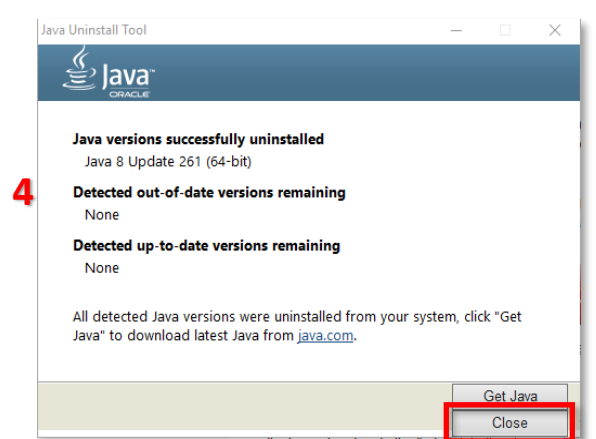 Java Uninstall Tool
Java
ORACLE
Java versions successfully uninstalled
Java 8 Update 261 (64-bit)
4
Detected out-of-date versions remaining
None
Detected up-to-date versions remaining
None
All detected Java versions were uninstalled from your system, click "Get
Java" to download latest Java from java.com.
Get Java
Close